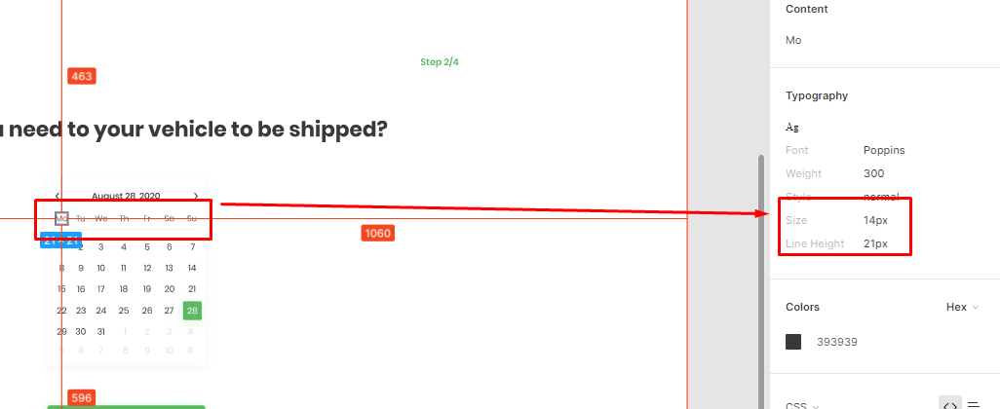 Content
Mo
463
Step 2/4
Typography
need to your vehicle to be shipped?
Ag
Font Poppins
Weight 300
Style normal
Size 14px
Line Height 21px
August 28, 2020
Mo Tu We Th Fr Sa Su
1060
2 3 4 5 6 7
8 9 10 11 12 13 14
15 16 17 18 19 20 21
22 23 24 25 26 27 28
29 30 31 1 2 3 4
5 6 7 8 9 10 11
Colors Hex
393939
596
CSS